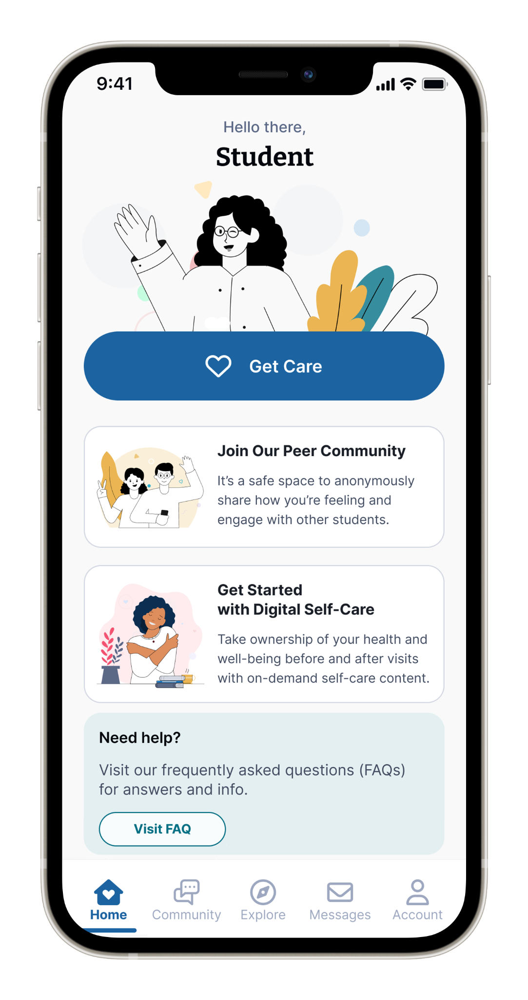 9:41
Hello there,
Student
Get Care
Join Our Peer Community
It’s a safe space to anonymously
share how you’re feeling and
engage with other students.
Get Started
with Digital Self-Care
Take ownership of your health and
well-being before and after visits
with on-demand self-care content.
Need help?
Visit our frequently asked questions (FAQs)
for answers and info.
Visit FAQ
Home
Community
Explore
Messages
Account